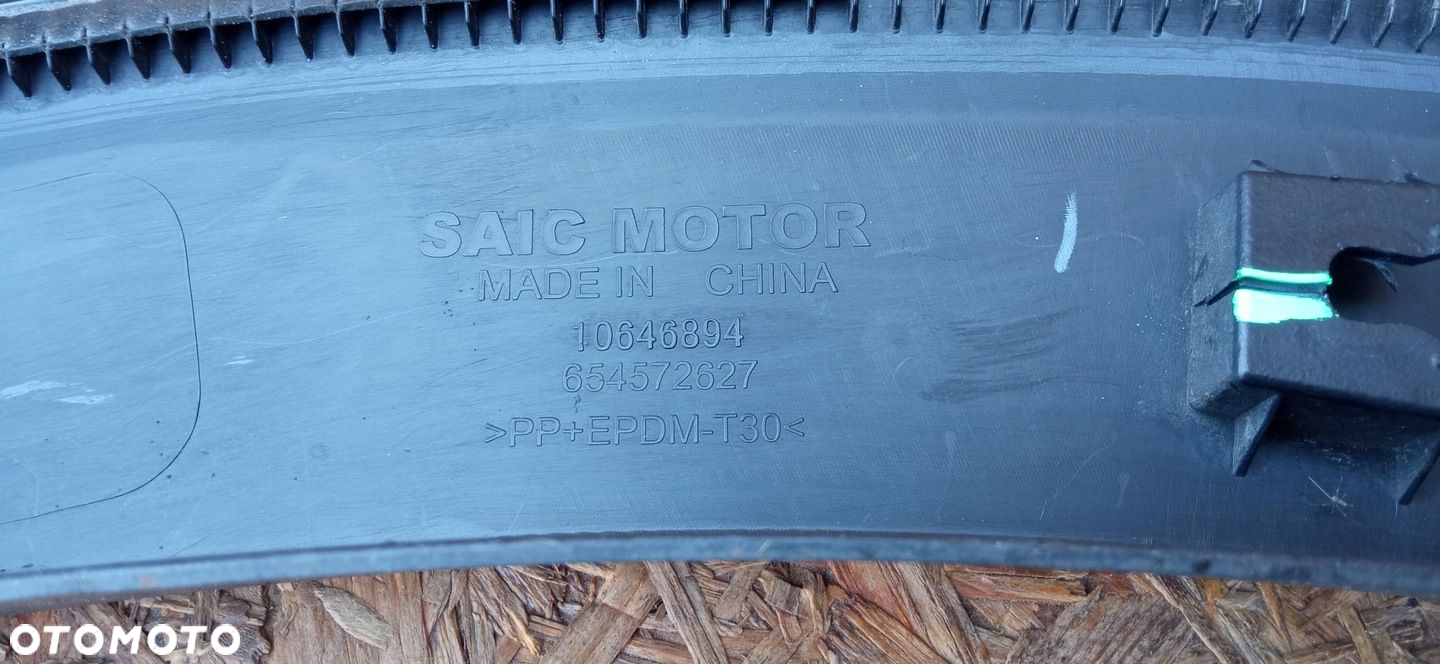 SAIC MOTOR
MADE IN CHINA
10646894
654572627
>PP+EPDM-T30<
OTOMOTO